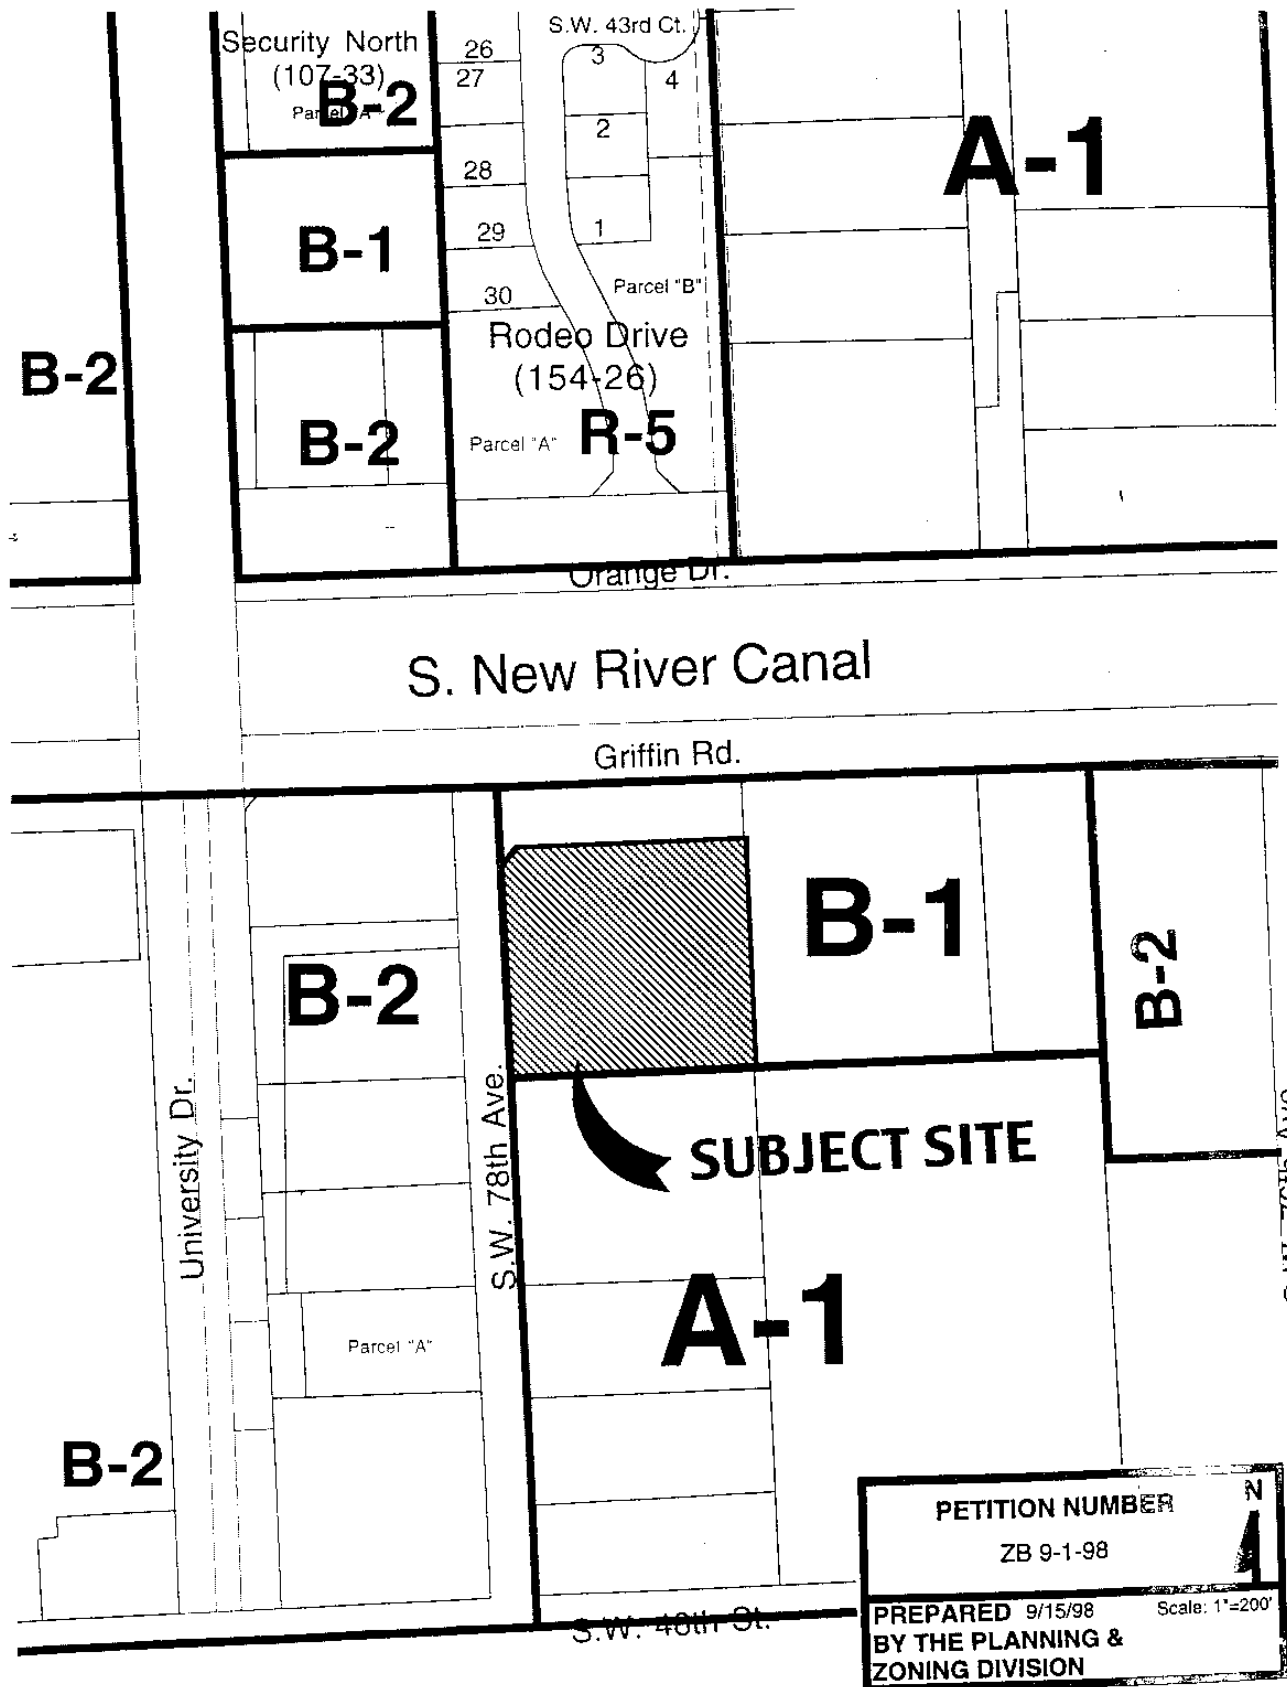 S.W. 43rd Ct.
Security North
(107-33)
Parcel "A"
B-2
26
27
3
4
2
A-1
28
B-1
29
1
30
Parcel "B"
Rodeo Drive
(154-26)
B-2
B-2
Parcel "A"
R-5
Orange Dr.
S. New River Canal
Griffin Rd.
B-1
B-2
B-2
University Dr.
S.W. 78th Ave.
SUBJECT SITE
A-1
Parcel "A"
B-2
S.W.
St.
PETITION NUMBER
N
ZB 9-1-98
PREPARED 9/15/98
Scale: 1"=200'
BY THE PLANNING &
ZONING DIVISION